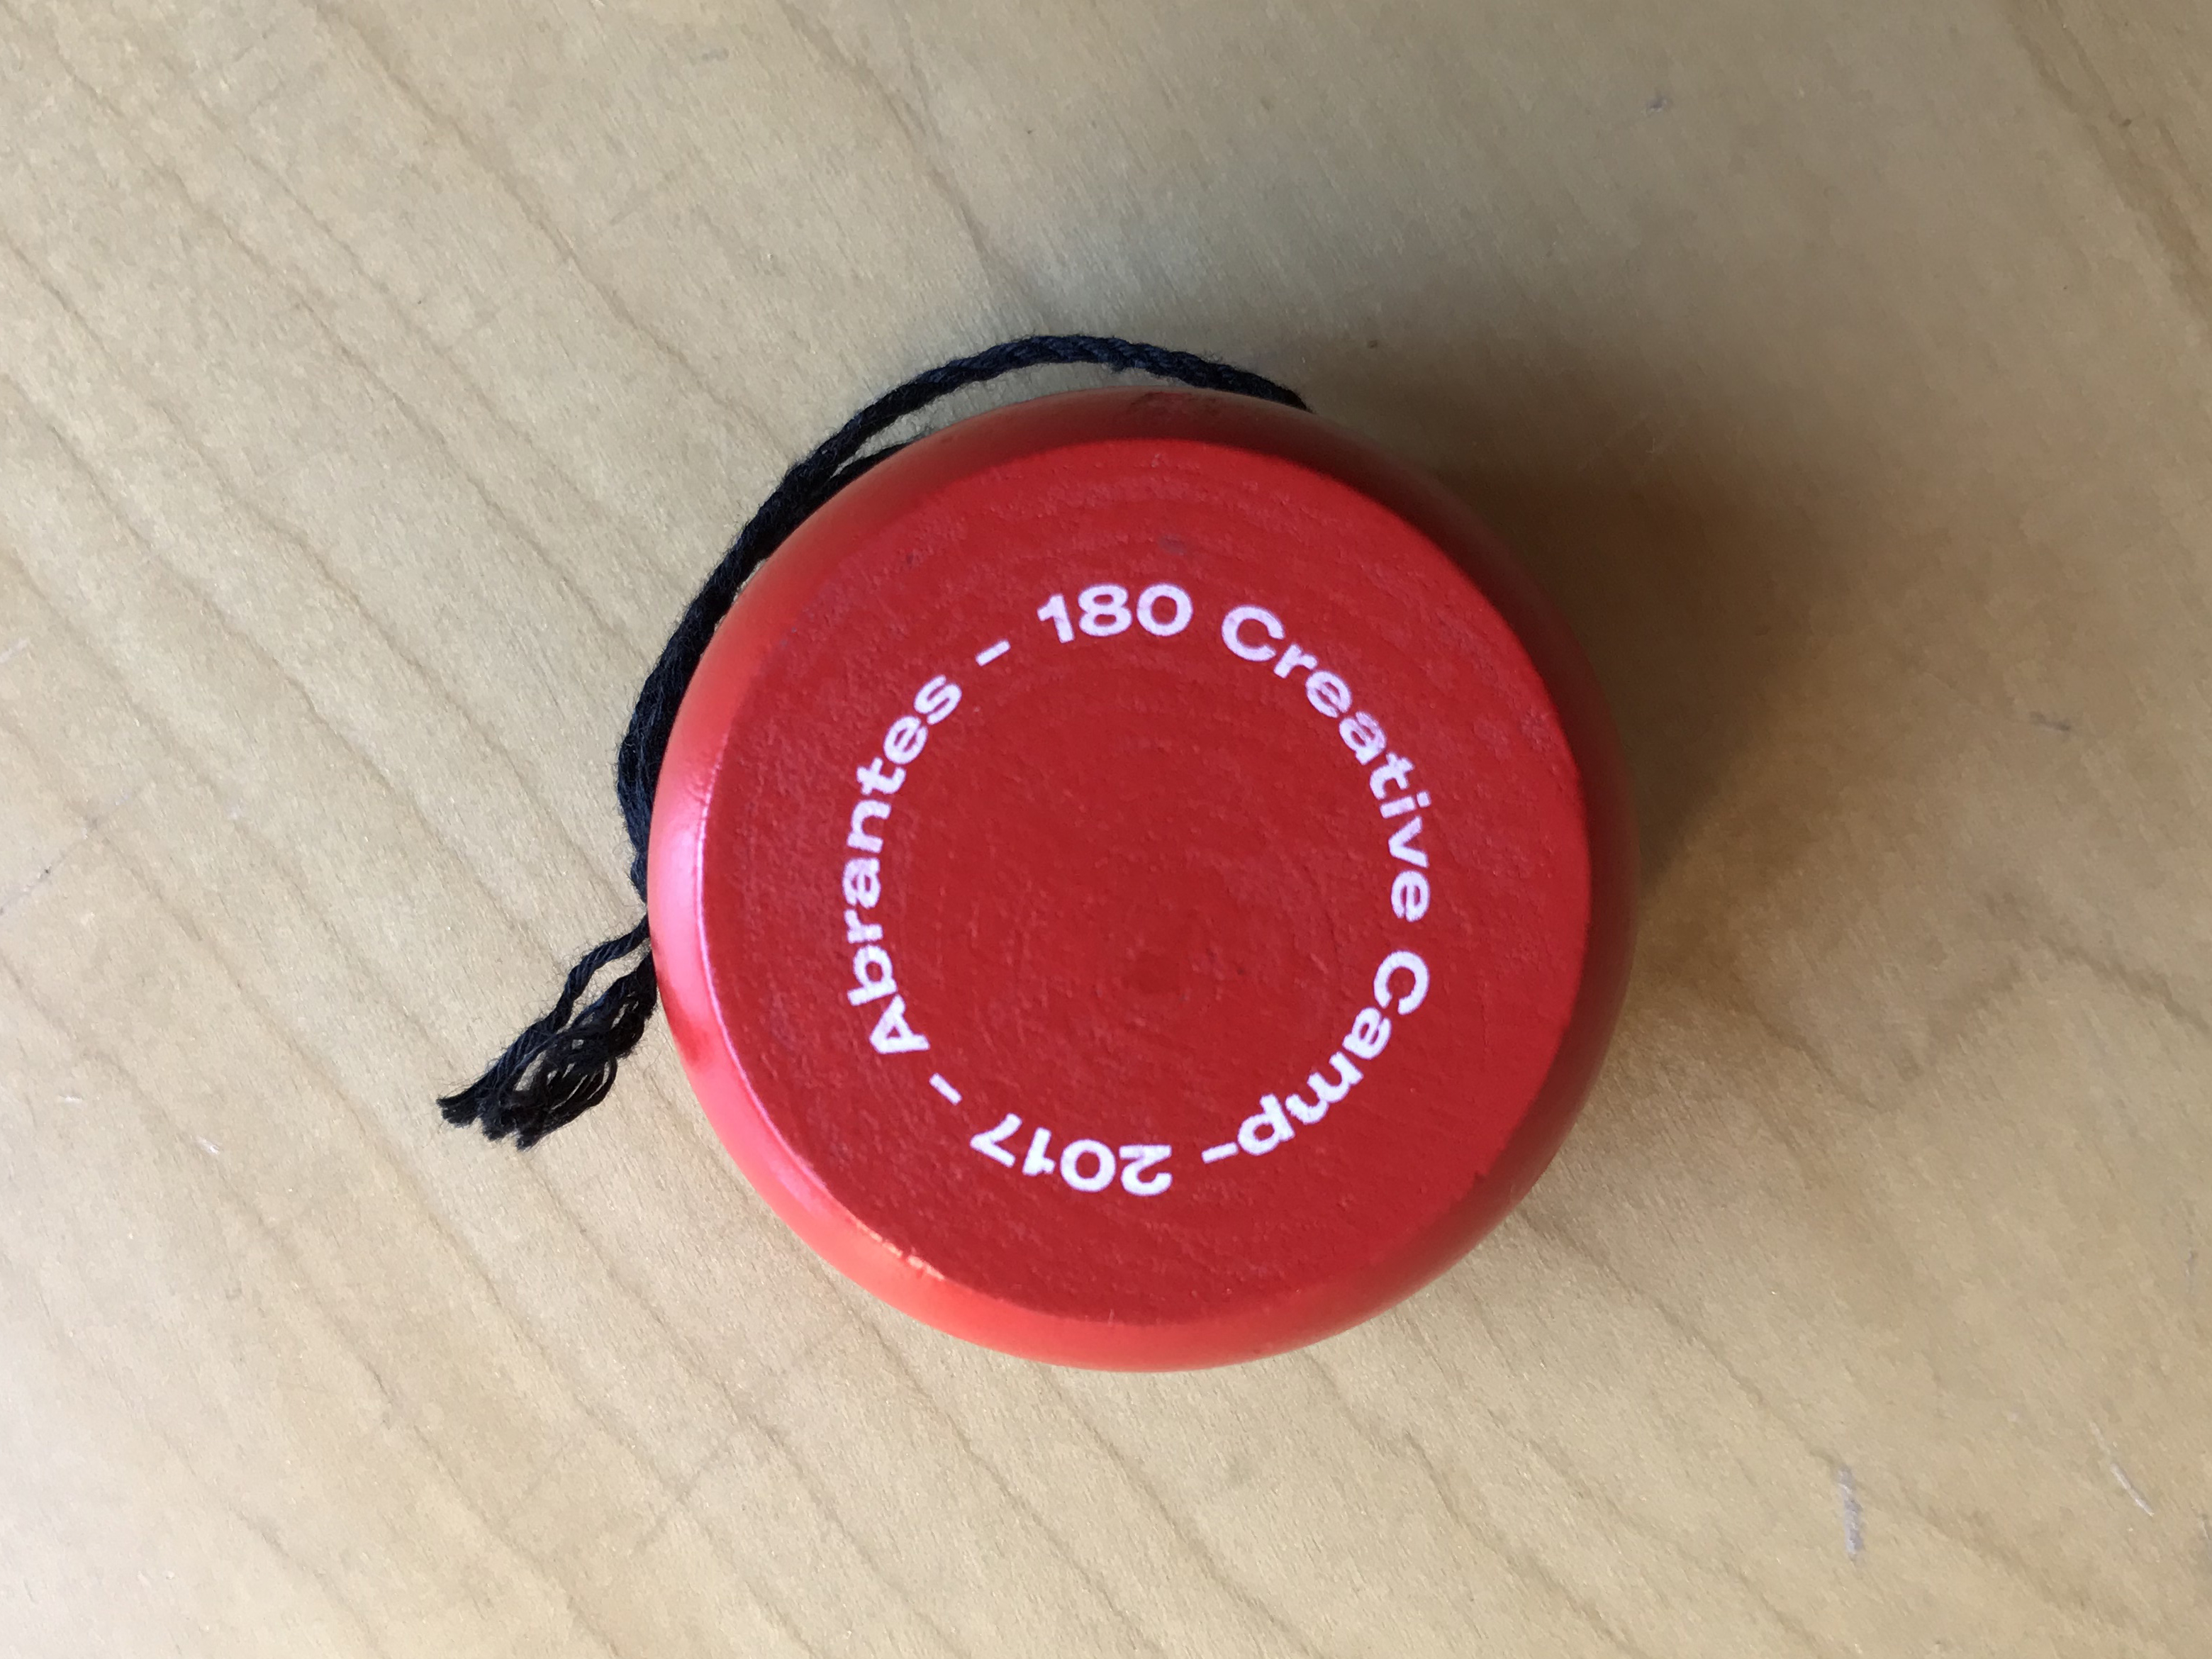 180 Creative Camp- 2017 - Abrantes -